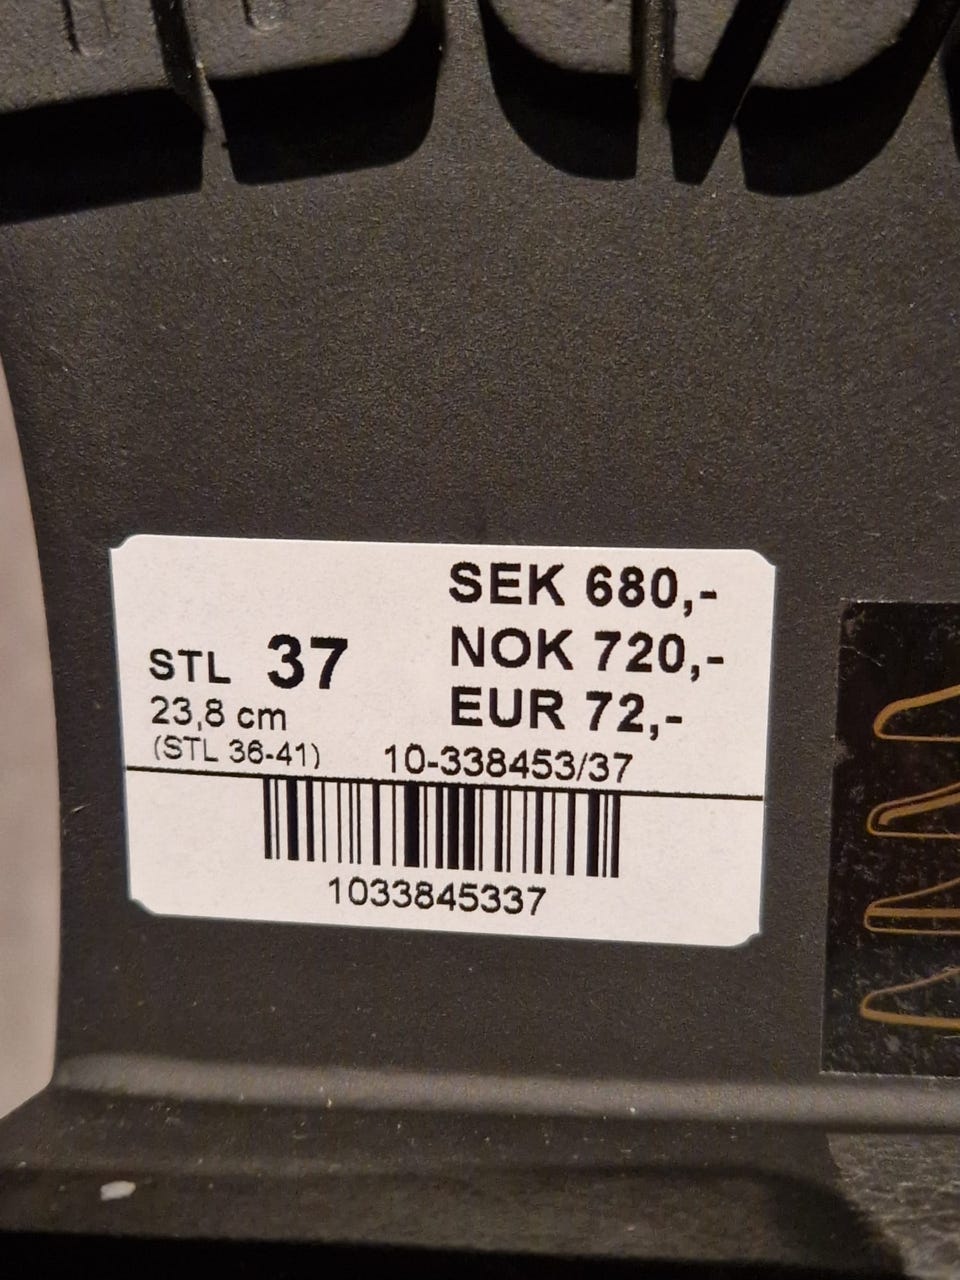 SEK 680,-
STL 37
NOK 720,-
23,8 cm
EUR 72,-
(STL 36-41)
10-338453/37
1033845337